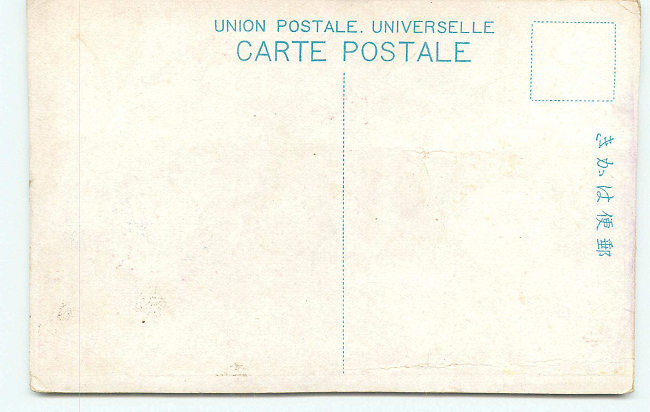 UNION POSTALE. UNIVERSELLE
CARTE POSTALE
郵便はかき